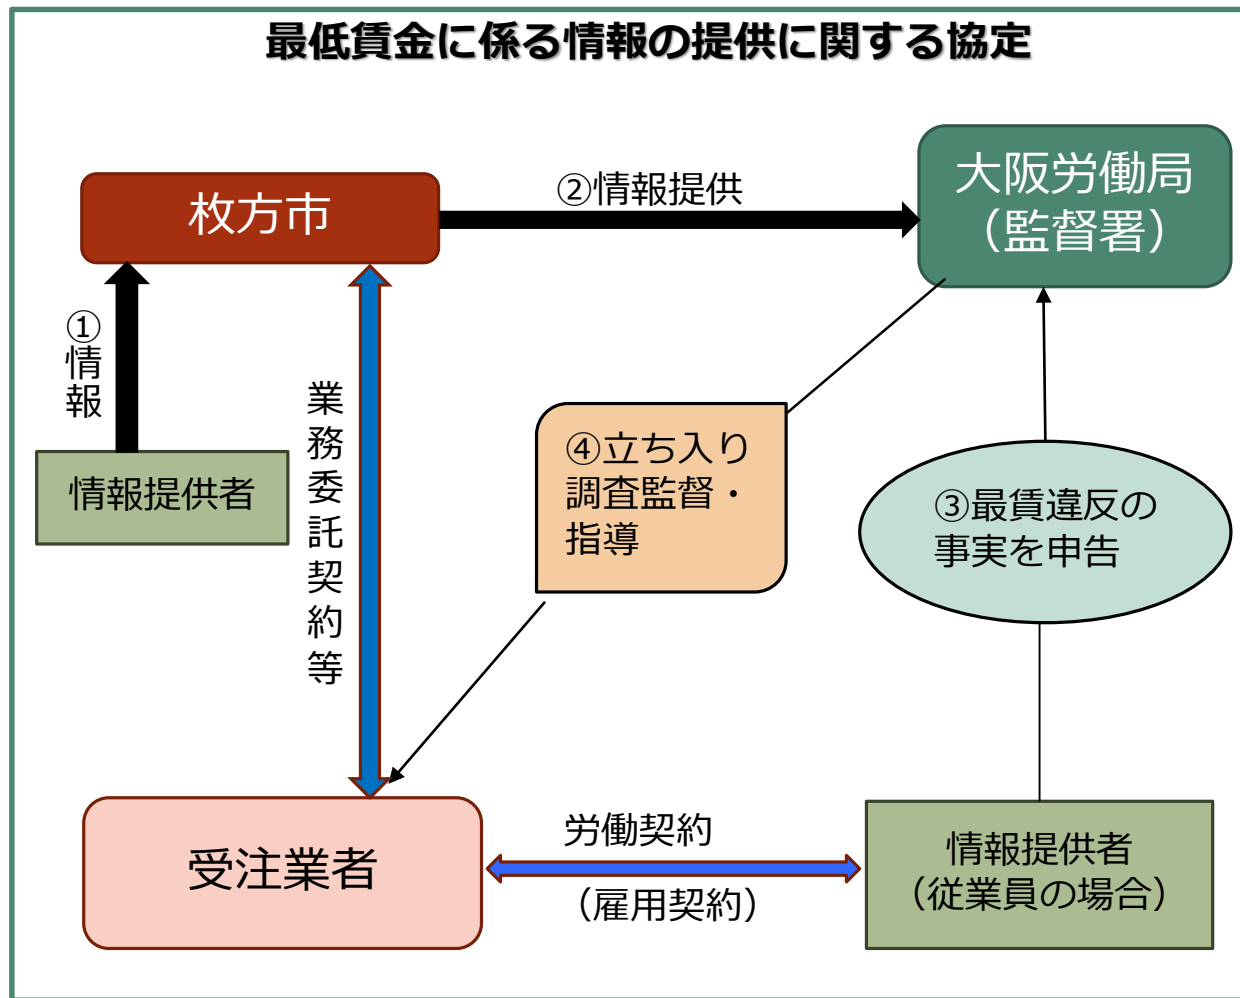 最低賃金に係る情報の提供に関する協定
枚方市
②情報提供
大阪労働局
（監督署）
①情報
情報提供者
業務委託契約等
④立ち入り
調査監督・
指導
③最賃違反の
事実を申告
受注業者
労働契約
（雇用契約）
情報提供者
（従業員の場合）